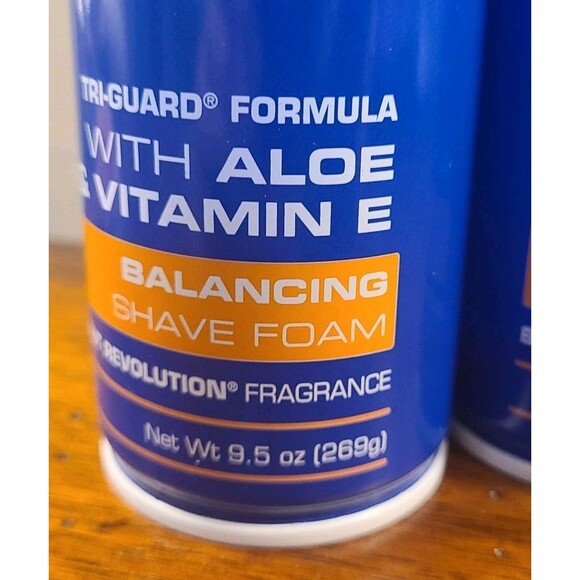 TRI-GUARD® FORMULA
WITH ALOE
& VITAMIN E
BALANCING
SHAVE FOAM
REVOLUTION® FRAGRANCE
Net Wt 9.5 oz (269g)